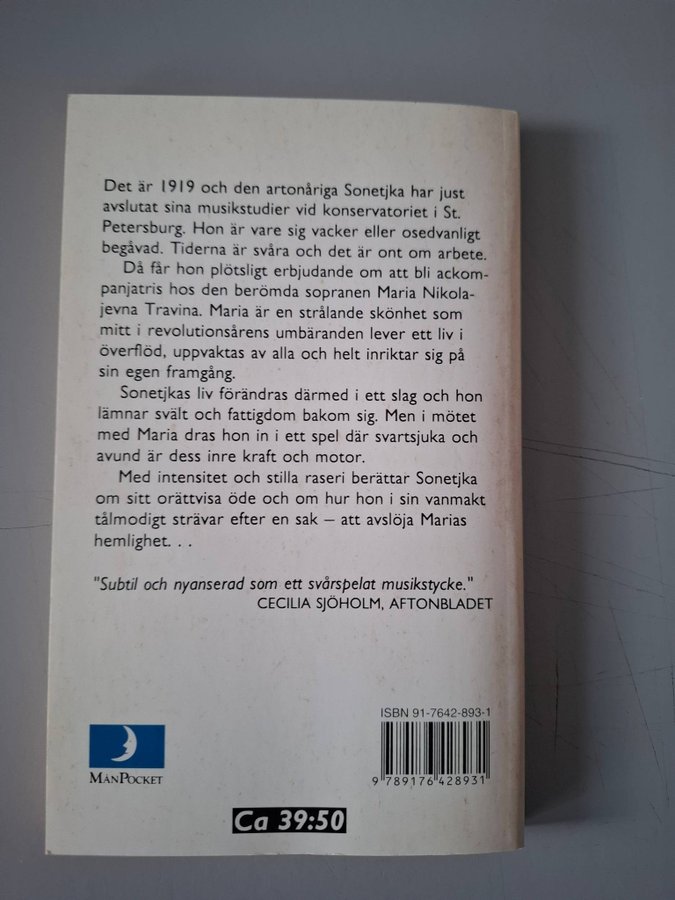 Det är 1919 och den artonåriga Sonetjka har just
avslutat sina musikstudier vid konservatoriet i St.
Petersburg. Hon är vare sig vacker eller osedvanligt
begåvad. Tiderna är svåra och det är ont om arbete.
Då får hon plötsligt erbjudande om att bli ackom-
panjatris hos den berömda sopranen Maria Nikola-
jevna Travina. Maria är en strålande skönhet som
mitt i revolutionsårens umbäranden lever ett liv i
överflöd, uppvaktas av alla och helt inriktar sig på
sin egen framgång.
Sonetjkas liv förändras därmed i ett slag och hon
lämnar svält och fattigdom bakom sig. Men i mötet
med Maria dras hon in i ett spel där svartsjuka och
avund är dess inre kraft och motor.
Med intensitet och stilla raseri berättar Sonetjka
om sitt orättvisa öde och om hur hon i sin vanmakt
tålmodigt strävar efter en sak – att avslöja Marias
hemlighet. . .
"Subtil och nyanserad som ett svårspelat musikstycke."
CECILIA SJÖHOLM, AFTONBLADET
ISBN 91-7642-893-1
9 789176 428931
MÅNPOCKET
Ca 39:50